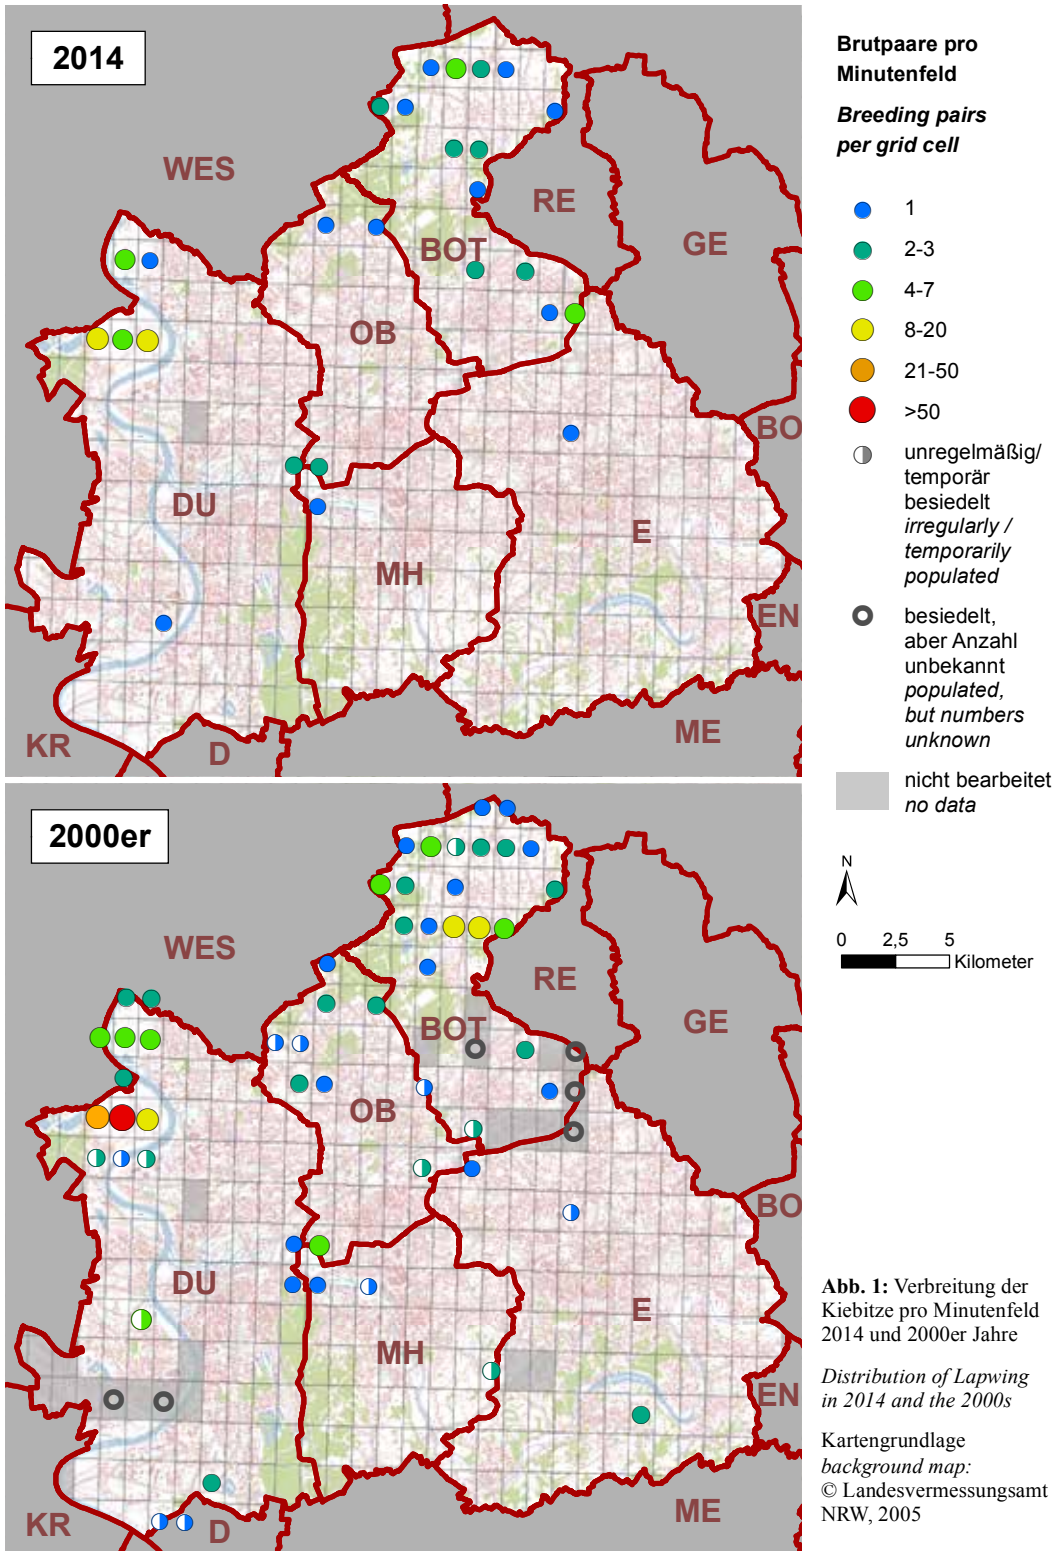 2014
WES
RE
GE
BOT
OB
BO
DU
E
MH
EN
KR
D
ME
2000er
WES
RE
GE
BOT
OB
BO
DU
E
MH
EN
KR
D
ME
Brutpaare pro
Minutenfeld
Breeding pairs
per grid cell
1
2-3
4-7
8-20
21-50
>50
unregelmäßig/
temporär
besiedelt
irregularly /
temporarily
populated
besiedelt,
aber Anzahl
unbekannt
populated,
but numbers
unknown
nicht bearbeitet
no data
N
0 2,5 5
Kilometer
Abb. 1: Verbreitung der
Kiebitze pro Minutenfeld
2014 und 2000er Jahre
Distribution of Lapwing
in 2014 and the 2000s
Kartengrundlage
background map:
© Landesvermessungsamt
NRW, 2005